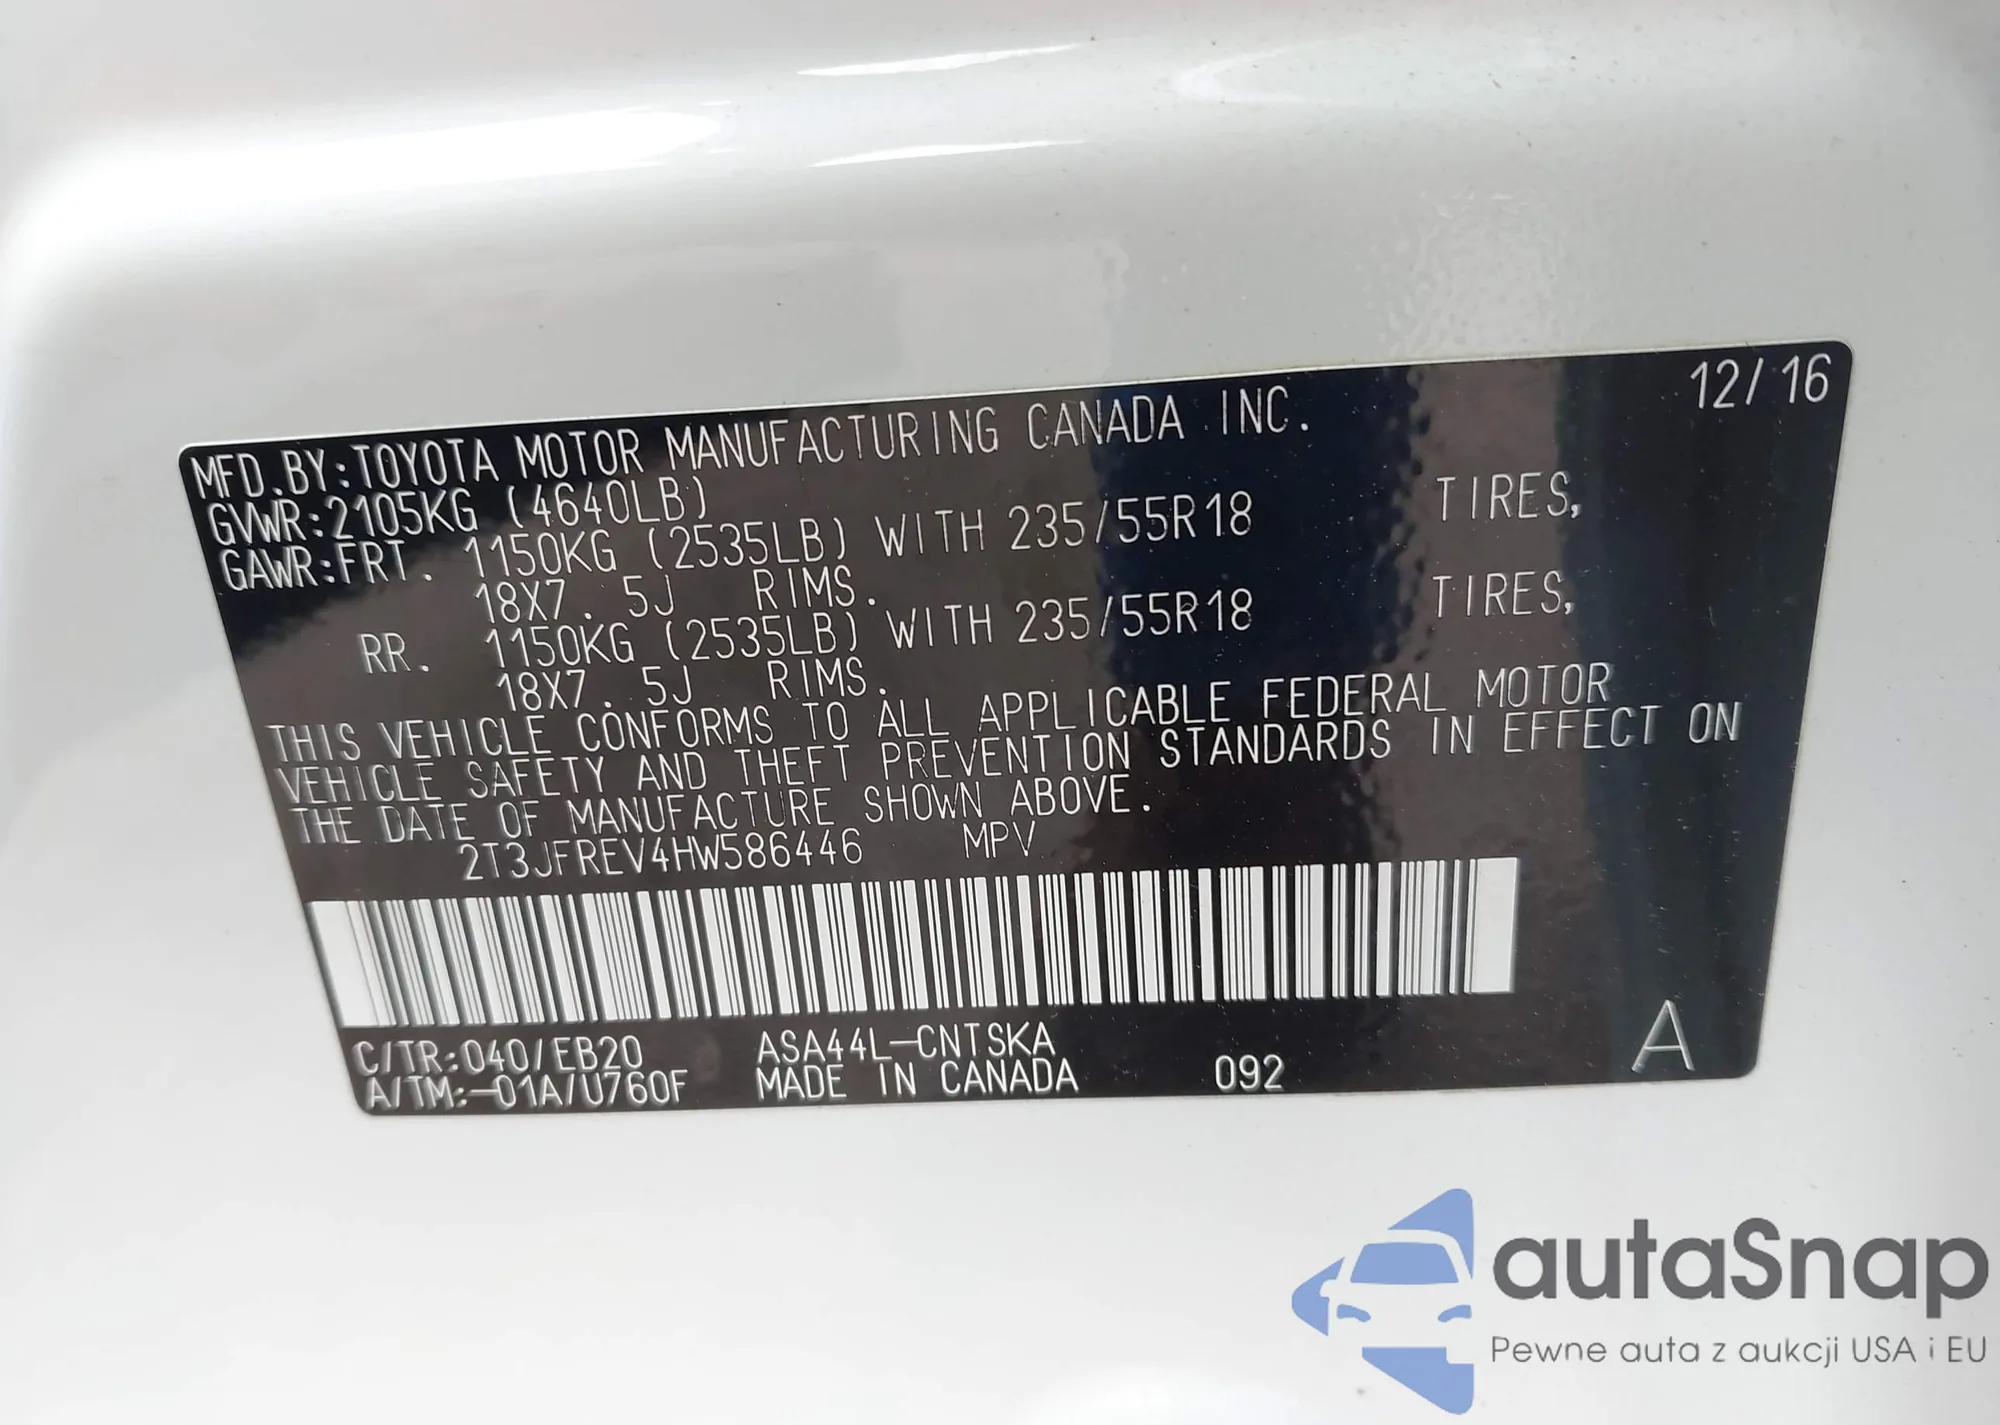 12/16
MFD.BY:TOYOTA MOTOR MANUFACTURING CANADA INC.
GVWR:2105KG (4640LB)
GAWR:FRT. 1150KG (2535LB) WITH 235/55R18 TIRES,
18X7.5J RIMS.
RR. 1150KG (2535LB) WITH 235/55R18 TIRES,
18X7.5J RIMS.
THIS VEHICLE CONFORMS TO ALL APPLICABLE FEDERAL MOTOR
VEHICLE SAFETY AND THEFT PREVENTION STANDARDS IN EFFECT ON
THE DATE OF MANUFACTURE SHOWN ABOVE.
2T3JFREV4HW586446 MPV
C/TR:040/EB20 ASA44L-CNTSKA
A/TM:-01A/U760F MADE IN CANADA 092 A
autaSnap
Pewne auta z aukcji USA i EU